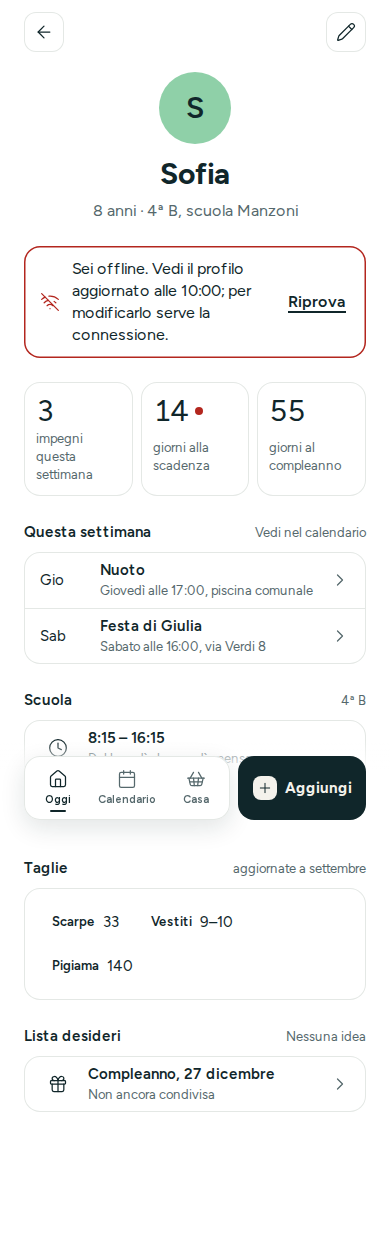 S
Sofia
8 anni · 4ª B, scuola Manzoni
Sei offline. Vedi il profilo
aggiornato alle 10:00; per
modificarlo serve la
connessione.
Riprova
3
impegni
questa
settimana
14
giorni alla
scadenza
55
giorni al
compleanno
Questa settimana
Vedi nel calendario
Gio
Nuoto
Giovedì alle 17:00, piscina comunale
Sab
Festa di Giulia
Sabato alle 16:00, via Verdi 8
Scuola
4ª B
8:15 – 16:15
Oggi
Calendario
Casa
Aggiungi
Taglie
aggiornate a settembre
Scarpe 33
Vestiti 9–10
Pigiama 140
Lista desideri
Nessuna idea
Compleanno, 27 dicembre
Non ancora condivisa